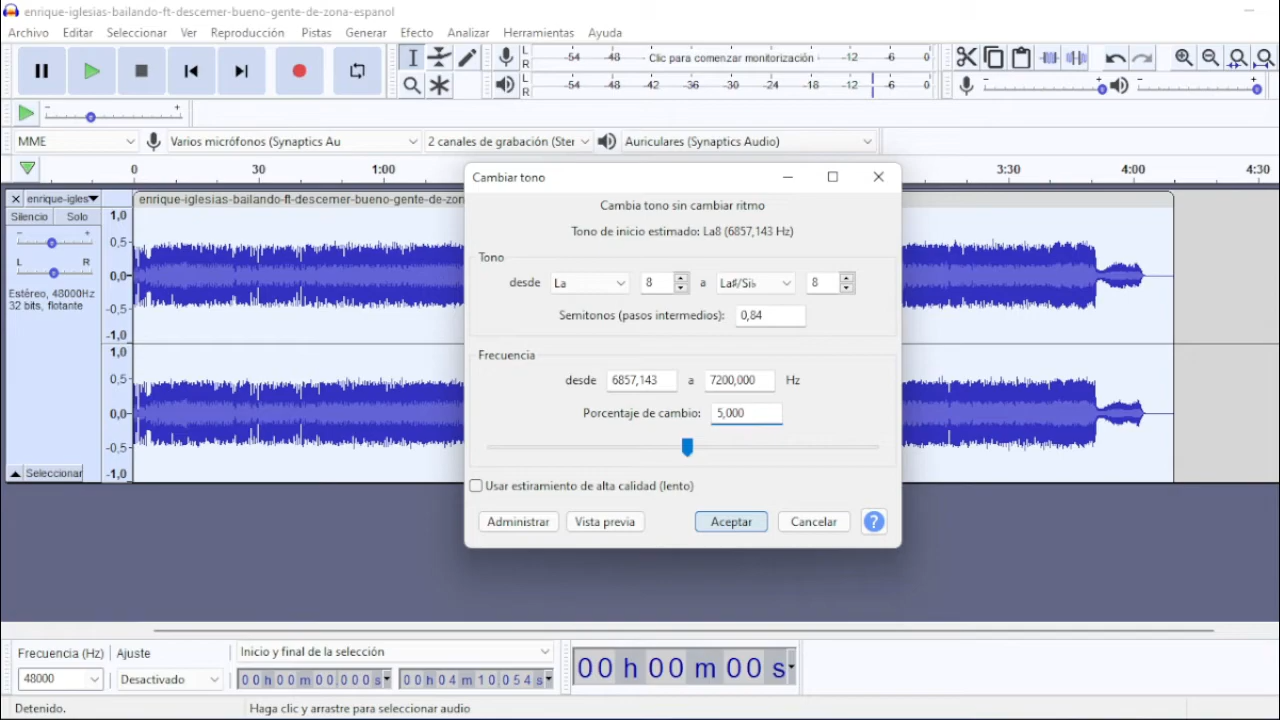 enrique-iglesias-bailando-ft-descemer-bueno-gente-de-zona-espanol
Archivo Editar Seleccionar Ver Reproducción Pistas Generar Efecto Analizar Herramientas Ayuda
L R -54 -48 Clic para comenzar monitorización -12 -6 0
L R -54 -48 -42 -36 -30 -24 -18 -12 -6 0
MME Varios micrófonos (Synaptics Au 2 canales de grabación (Ster Auriculares (Synaptics Audio)
0 30 1:00 3:30 4:00 4:30
enrique-igles enrique-iglesias-bailando-ft-descemer-bueno-gente-de-zon
Silencio Solo
L R
Estéreo, 48000Hz
32 bits, flotante
Seleccionar
1,0
0,5
0,0
-0,5
-1,0
1,0
0,5
0,0
-0,5
-1,0
Cambiar tono
Cambia tono sin cambiar ritmo
Tono de inicio estimado: La8 (6857,143 Hz)
Tono
desde La 8 a La♯/Si♭ 8
Semitonos (pasos intermedios): 0,84
Frecuencia
desde 6857,143 a 7200,000 Hz
Porcentaje de cambio: 5,000
Usar estiramiento de alta calidad (lento)
Administrar Vista previa Aceptar Cancelar ?
Frecuencia (Hz) Ajuste Inicio y final de la selección
48000 Desactivado 00h00m00,000s 00h04m10,054s 00h00m00s
Detenido. Haga clic y arrastre para seleccionar audio